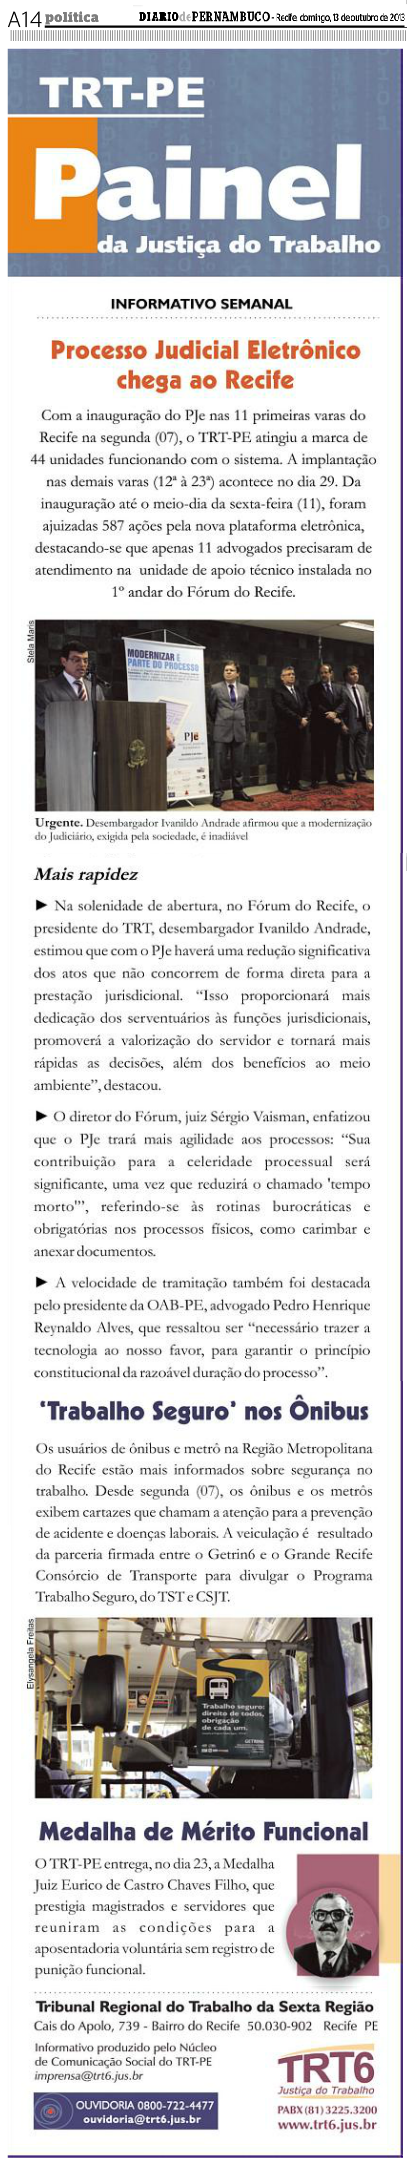 A14 política DIARIO de PERNAMBUCO - Recife, domingo, 13 de outubro de 2013
TRT-PE
Painel
da Justiça do Trabalho
INFORMATIVO SEMANAL
Processo Judicial Eletrônico
chega ao Recife
Com a inauguração do PJe nas 11 primeiras varas do
Recife na segunda (07), o TRT-PE atingiu a marca de
44 unidades funcionando com o sistema. A implantação
nas demais varas (12ª à 23ª) acontece no dia 29. Da
inauguração até o meio-dia da sexta-feira (11), foram
ajuizadas 587 ações pela nova plataforma eletrônica,
destacando-se que apenas 11 advogados precisaram de
atendimento na unidade de apoio técnico instalada no
1º andar do Fórum do Recife.
Stela Maris
MODERNIZAR É
PARTE DO PROCESSO
PJe
Urgente. Desembargador Ivanildo Andrade afirmou que a modernização
do Judiciário, exigida pela sociedade, é inadiável
Mais rapidez
► Na solenidade de abertura, no Fórum do Recife, o
presidente do TRT, desembargador Ivanildo Andrade,
estimou que com o PJe haverá uma redução significativa
dos atos que não concorrem de forma direta para a
prestação jurisdicional. “Isso proporcionará mais
dedicação dos serventuários às funções jurisdicionais,
promoverá a valorização do servidor e tornará mais
rápidas as decisões, além dos benefícios ao meio
ambiente”, destacou.
► O diretor do Fórum, juiz Sérgio Vaisman, enfatizou
que o PJe trará mais agilidade aos processos: “Sua
contribuição para a celeridade processual será
significante, uma vez que reduzirá o chamado 'tempo
morto'”, referindo-se às rotinas burocráticas e
obrigatórias nos processos físicos, como carimbar e
anexar documentos.
► A velocidade de tramitação também foi destacada
pelo presidente da OAB-PE, advogado Pedro Henrique
Reynaldo Alves, que ressaltou ser “necessário trazer a
tecnologia ao nosso favor, para garantir o princípio
constitucional da razoável duração do processo”.
‘Trabalho Seguro’ nos Ônibus
Os usuários de ônibus e metrô na Região Metropolitana
do Recife estão mais informados sobre segurança no
trabalho. Desde segunda (07), os ônibus e os metrôs
exibem cartazes que chamam a atenção para a prevenção
de acidente e doenças laborais. A veiculação é resultado
da parceria firmada entre o Getrin6 e o Grande Recife
Consórcio de Transporte para divulgar o Programa
Trabalho Seguro, do TST e CSJT.
Elysangela Freitas
Trabalho seguro:
direito de todos,
obrigação
de cada um.
GETRIN6
Medalha de Mérito Funcional
O TRT-PE entrega, no dia 23, a Medalha
Juiz Eurico de Castro Chaves Filho, que
prestigia magistrados e servidores que
reuniram as condições para a
aposentadoria voluntária sem registro de
punição funcional.
Tribunal Regional do Trabalho da Sexta Região
Cais do Apolo, 739 - Bairro do Recife 50.030-902 Recife PE
Informativo produzido pelo Núcleo
de Comunicação Social do TRT-PE
imprensa@trt6.jus.br
OUVIDORIA 0800-722-4477
ouvidoria@trt6.jus.br
TRT6
Justiça do Trabalho
PABX (81) 3225.3200
www.trt6.jus.br